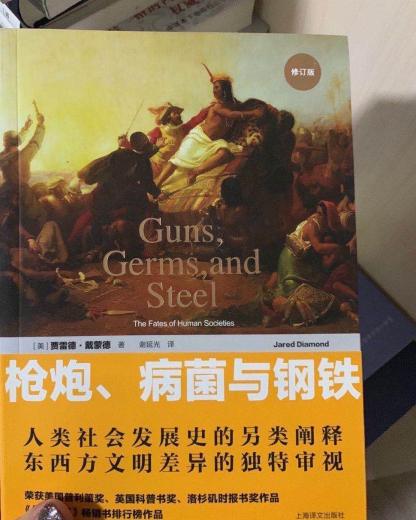 修订版
Guns,
Germs, and
Steel
The Fates of Human Societies
[美] 贾雷德·戴蒙德 著 谢延光 译 Jared Diamond
枪炮、病菌与钢铁
人类社会发展史的另类阐释
东西方文明差异的独特审视
荣获美国普利策奖、英国科普书奖、洛杉矶时报书奖作品
畅销书排行榜作品
上海译文出版社